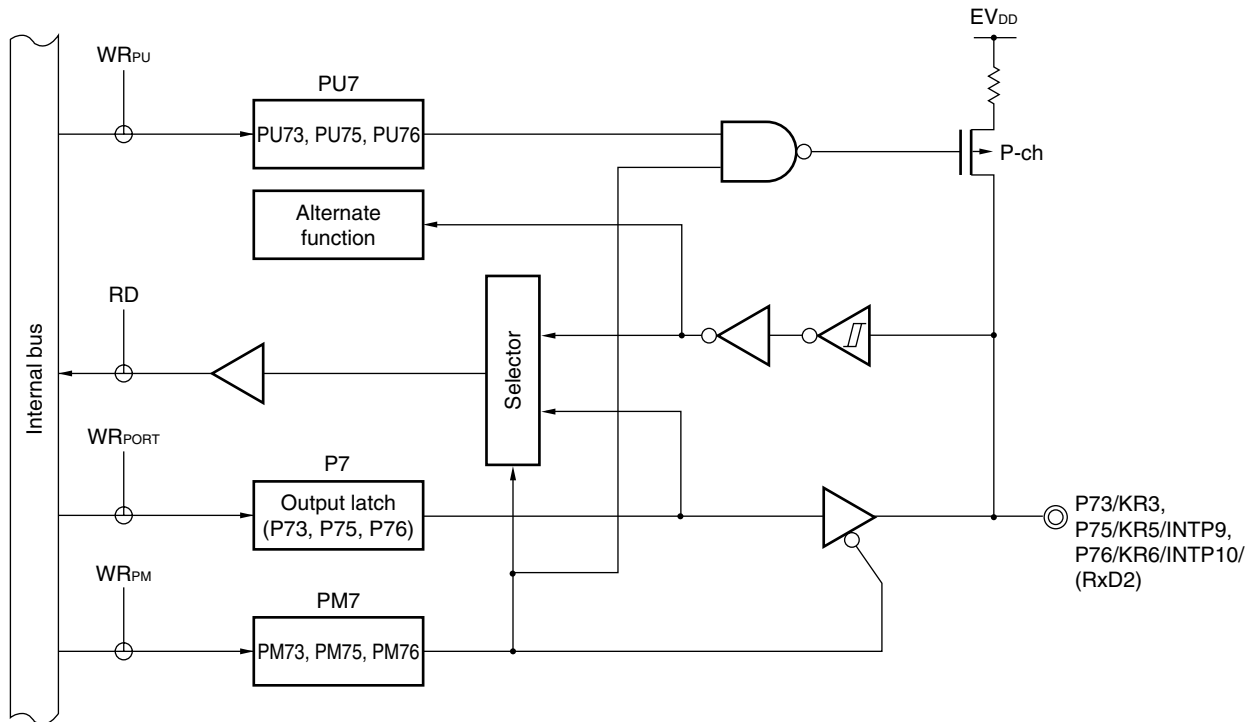 EVDD
WRPU
PU7
PU73, PU75, PU76
P-ch
Alternate
function
RD
Selector
Internal bus
WRPORT
P7
Output latch
(P73, P75, P76)
P73/KR3,
P75/KR5/INTP9,
P76/KR6/INTP10/
(RxD2)
WRPM
PM7
PM73, PM75, PM76